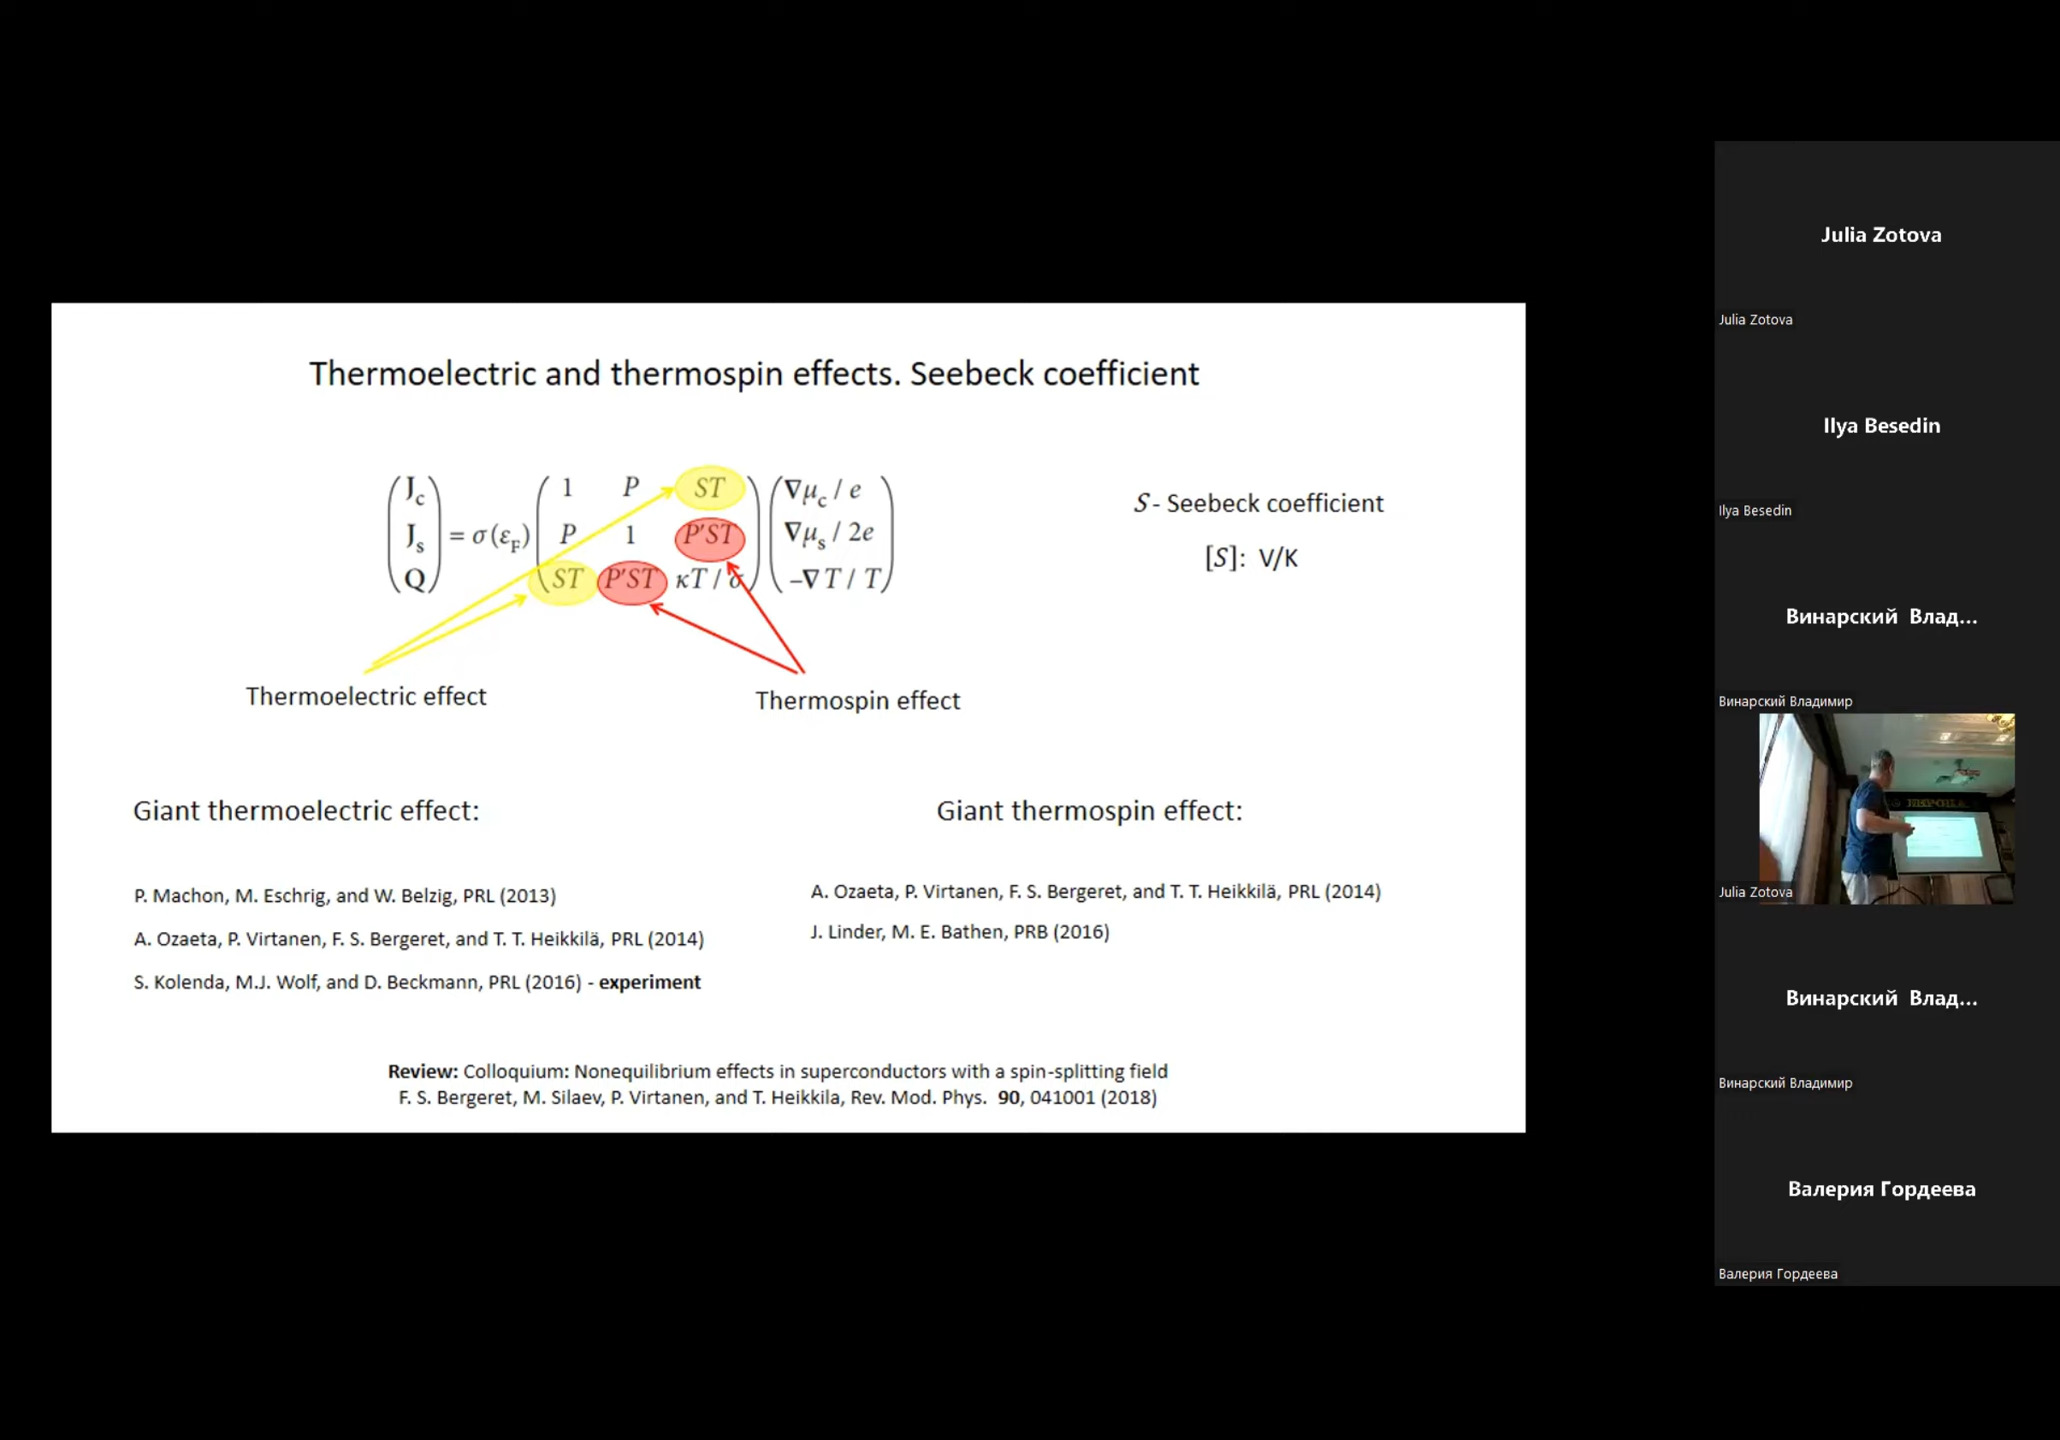 Thermoelectric and thermospin effects. Seebeck coefficient
J_c 1 P ST ∇μ_c / e
J_s = σ(ε_F) P 1 P'ST ∇μ_s / 2e
Q ST P'ST κT / σ −∇T / T
S - Seebeck coefficient
[S]: V/K
Thermoelectric effect
Thermospin effect
Giant thermoelectric effect:
P. Machon, M. Eschrig, and W. Belzig, PRL (2013)
A. Ozaeta, P. Virtanen, F. S. Bergeret, and T. T. Heikkilä, PRL (2014)
S. Kolenda, M.J. Wolf, and D. Beckmann, PRL (2016) - experiment
Giant thermospin effect:
A. Ozaeta, P. Virtanen, F. S. Bergeret, and T. T. Heikkilä, PRL (2014)
J. Linder, M. E. Bathen, PRB (2016)
Review: Colloquium: Nonequilibrium effects in superconductors with a spin-splitting field
F. S. Bergeret, M. Silaev, P. Virtanen, and T. Heikkila, Rev. Mod. Phys. 90, 041001 (2018)
Julia Zotova
Julia Zotova
Ilya Besedin
Ilya Besedin
Винарский Влад...
Винарский Владимир
Julia Zotova
Винарский Влад...
Винарский Владимир
Валерия Гордеева
Валерия Гордеева